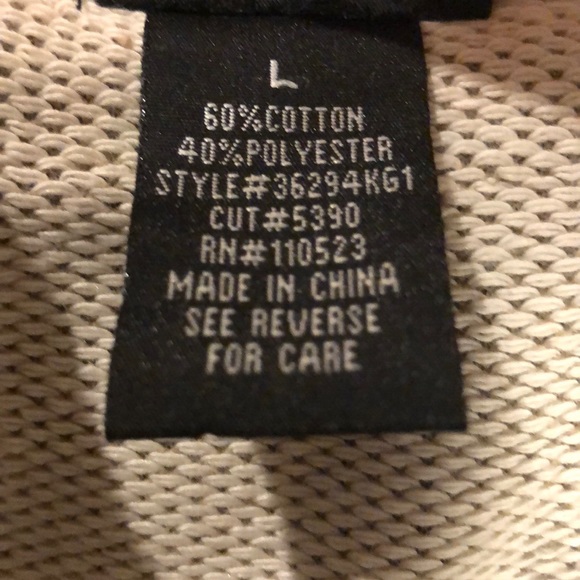 L
60%COTTON
40%POLYESTER
STYLE#36294KG1
CUT#5390
RN#110523
MADE IN CHINA
SEE REVERSE
FOR CARE